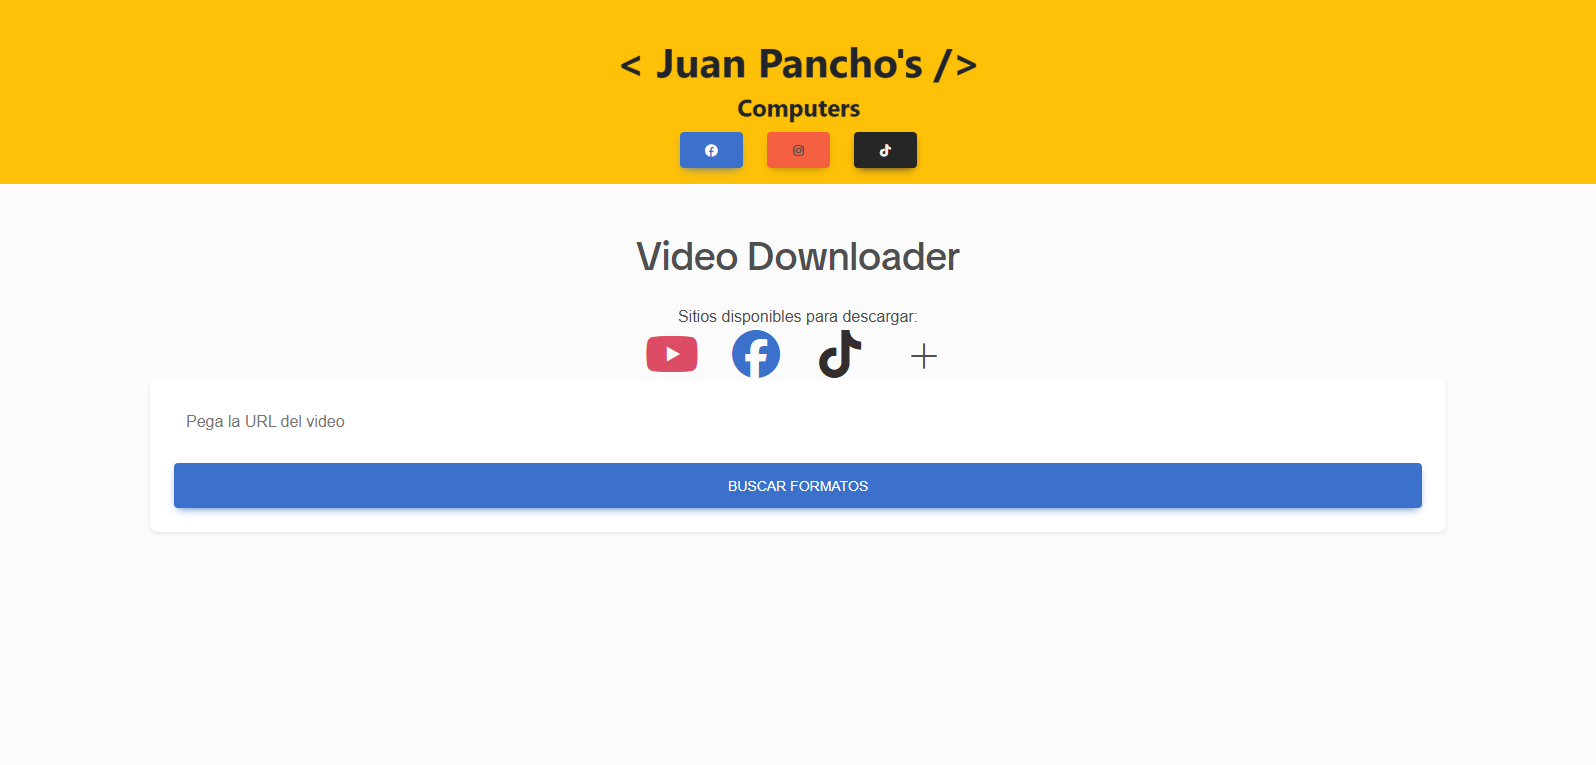 < Juan Pancho's />
Computers
Video Downloader
Sitios disponibles para descargar:
Pega la URL del video
BUSCAR FORMATOS